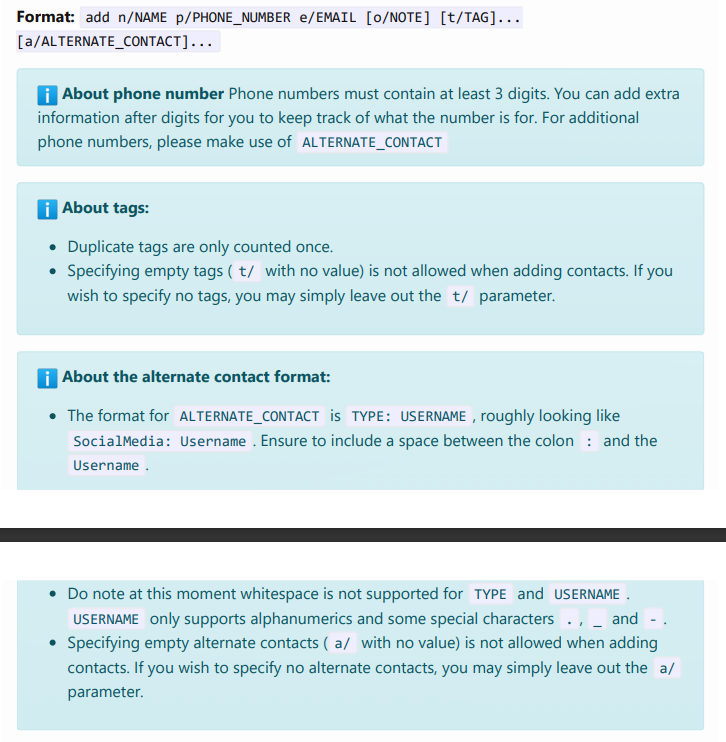 Format: add n/NAME p/PHONE_NUMBER e/EMAIL [o/NOTE] [t/TAG]...
[a/ALTERNATE_CONTACT]...
About phone number Phone numbers must contain at least 3 digits. You can add extra
information after digits for you to keep track of what the number is for. For additional
phone numbers, please make use of ALTERNATE_CONTACT
About tags:
• Duplicate tags are only counted once.
• Specifying empty tags ( t/ with no value) is not allowed when adding contacts. If you
wish to specify no tags, you may simply leave out the t/ parameter.
About the alternate contact format:
• The format for ALTERNATE_CONTACT is TYPE: USERNAME , roughly looking like
SocialMedia: Username . Ensure to include a space between the colon : and the
Username .
• Do note at this moment whitespace is not supported for TYPE and USERNAME .
USERNAME only supports alphanumerics and some special characters . , _ and - .
• Specifying empty alternate contacts ( a/ with no value) is not allowed when adding
contacts. If you wish to specify no alternate contacts, you may simply leave out the a/
parameter.